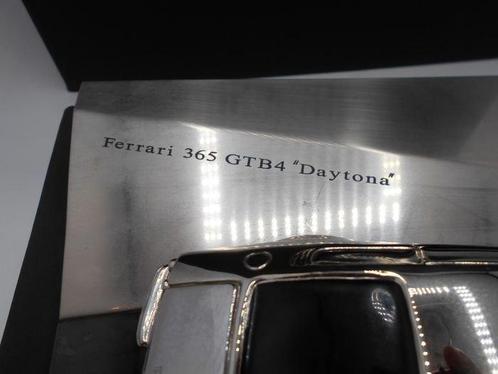 Ferrari 365 GTB4 "Daytona"